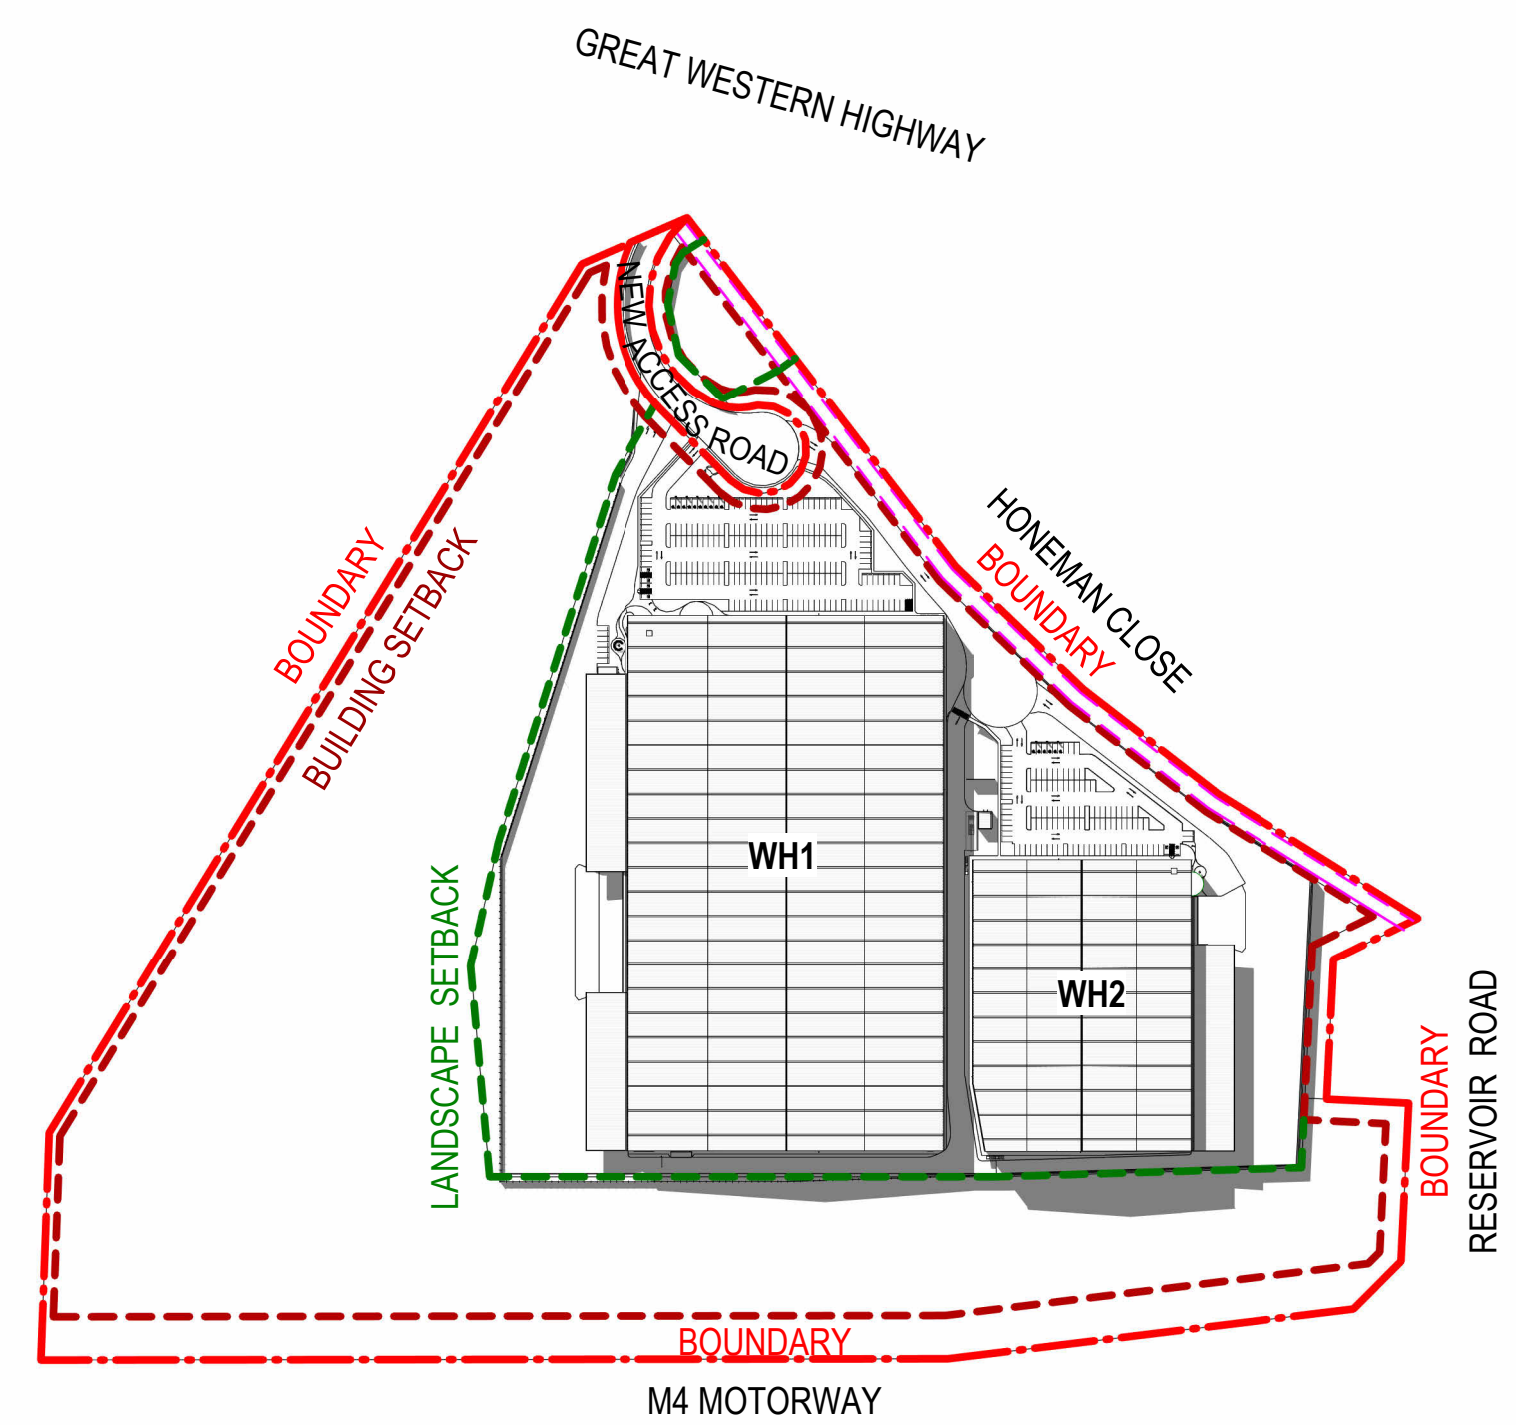 GREAT WESTERN HIGHWAY
NEW ACCESS ROAD
HONEMAN CLOSE
BOUNDARY
BOUNDARY
BUILDING SETBACK
WH1
LANDSCAPE SETBACK
WH2
BOUNDARY
RESERVOIR ROAD
BOUNDARY
M4 MOTORWAY